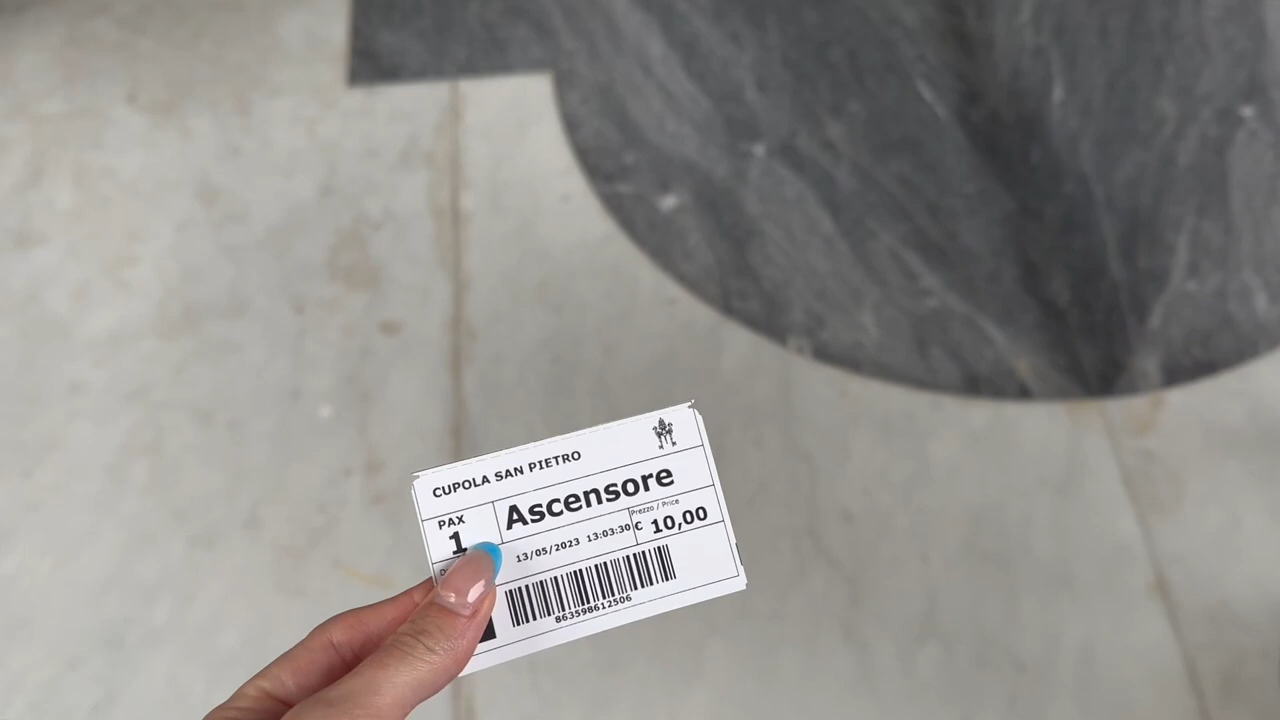 CUPOLA SAN PIETRO
PAX
1
Ascensore
13/05/2023 13:03:30
Prezzo / Price
€ 10,00
863598612506